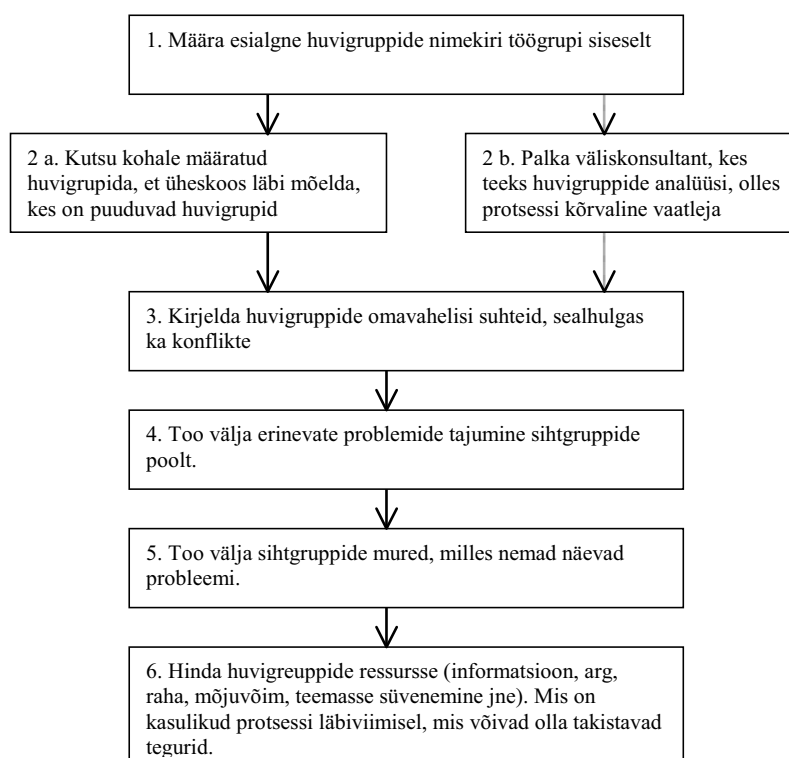 1. Määra esialgne huvigruppide nimekiri töögrupi siseselt
2 a. Kutsu kohale määratud
huvigrupida, et üheskoos läbi mõelda,
kes on puuduvad huvigrupid
2 b. Palka väliskonsultant, kes
teeks huvigruppide analüüsi, olles
protsessi kõrvaline vaatleja
3. Kirjelda huvigruppide omavahelisi suhteid, sealhulgas
ka konflikte
4. Too välja erinevate problemide tajumine sihtgruppide
poolt.
5. Too välja sihtgruppide mured, milles nemad näevad
probleemi.
6. Hinda huvigreuppide ressursse (informatsioon, arg,
raha, mõjuvõim, teemasse süvenemine jne). Mis on
kasulikud protsessi läbiviimisel, mis võivad olla takistavad
tegurid.